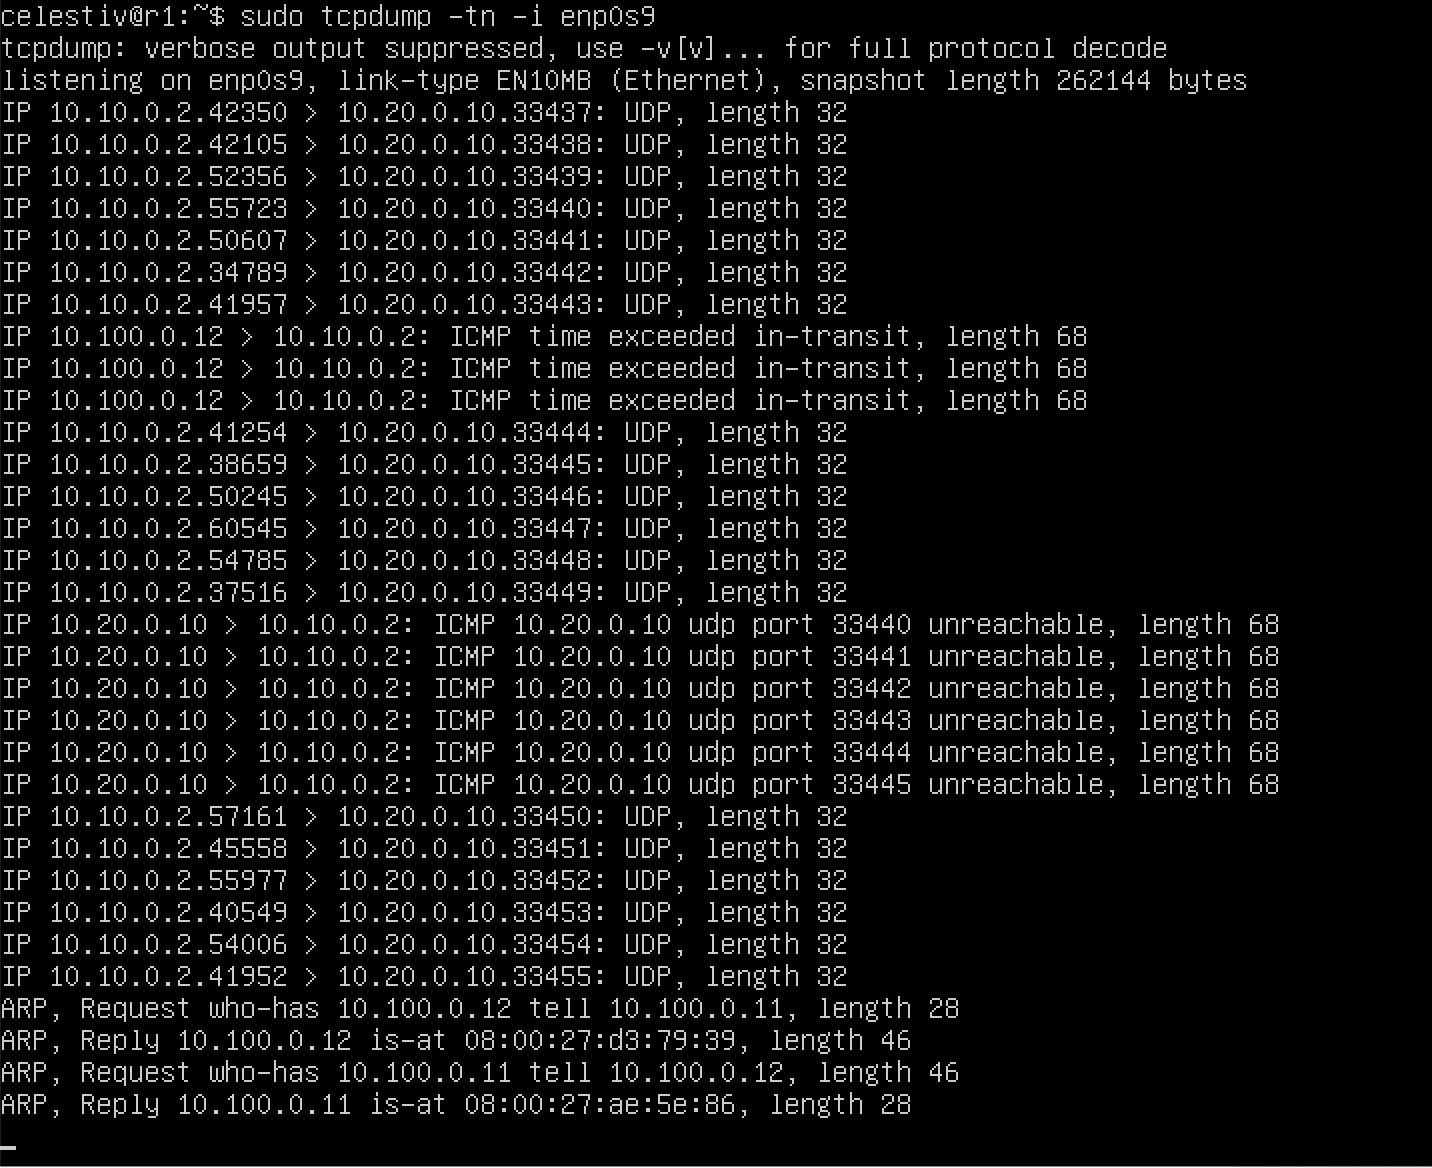 celestiv@r1:~$ sudo tcpdump -tn -i enp0s9
tcpdump: verbose output suppressed, use -v[v]... for full protocol decode
listening on enp0s9, link-type EN10MB (Ethernet), snapshot length 262144 bytes
IP 10.10.0.2.42350 > 10.20.0.10.33437: UDP, length 32
IP 10.10.0.2.42105 > 10.20.0.10.33438: UDP, length 32
IP 10.10.0.2.52356 > 10.20.0.10.33439: UDP, length 32
IP 10.10.0.2.55723 > 10.20.0.10.33440: UDP, length 32
IP 10.10.0.2.50607 > 10.20.0.10.33441: UDP, length 32
IP 10.10.0.2.34789 > 10.20.0.10.33442: UDP, length 32
IP 10.10.0.2.41957 > 10.20.0.10.33443: UDP, length 32
IP 10.100.0.12 > 10.10.0.2: ICMP time exceeded in-transit, length 68
IP 10.100.0.12 > 10.10.0.2: ICMP time exceeded in-transit, length 68
IP 10.100.0.12 > 10.10.0.2: ICMP time exceeded in-transit, length 68
IP 10.10.0.2.41254 > 10.20.0.10.33444: UDP, length 32
IP 10.10.0.2.38659 > 10.20.0.10.33445: UDP, length 32
IP 10.10.0.2.50245 > 10.20.0.10.33446: UDP, length 32
IP 10.10.0.2.60545 > 10.20.0.10.33447: UDP, length 32
IP 10.10.0.2.54785 > 10.20.0.10.33448: UDP, length 32
IP 10.10.0.2.37516 > 10.20.0.10.33449: UDP, length 32
IP 10.20.0.10 > 10.10.0.2: ICMP 10.20.0.10 udp port 33440 unreachable, length 68
IP 10.20.0.10 > 10.10.0.2: ICMP 10.20.0.10 udp port 33441 unreachable, length 68
IP 10.20.0.10 > 10.10.0.2: ICMP 10.20.0.10 udp port 33442 unreachable, length 68
IP 10.20.0.10 > 10.10.0.2: ICMP 10.20.0.10 udp port 33443 unreachable, length 68
IP 10.20.0.10 > 10.10.0.2: ICMP 10.20.0.10 udp port 33444 unreachable, length 68
IP 10.20.0.10 > 10.10.0.2: ICMP 10.20.0.10 udp port 33445 unreachable, length 68
IP 10.10.0.2.57161 > 10.20.0.10.33450: UDP, length 32
IP 10.10.0.2.45558 > 10.20.0.10.33451: UDP, length 32
IP 10.10.0.2.55977 > 10.20.0.10.33452: UDP, length 32
IP 10.10.0.2.40549 > 10.20.0.10.33453: UDP, length 32
IP 10.10.0.2.54006 > 10.20.0.10.33454: UDP, length 32
IP 10.10.0.2.41952 > 10.20.0.10.33455: UDP, length 32
ARP, Request who-has 10.100.0.12 tell 10.100.0.11, length 28
ARP, Reply 10.100.0.12 is-at 08:00:27:d3:79:39, length 46
ARP, Request who-has 10.100.0.11 tell 10.100.0.12, length 46
ARP, Reply 10.100.0.11 is-at 08:00:27:ae:5e:86, length 28